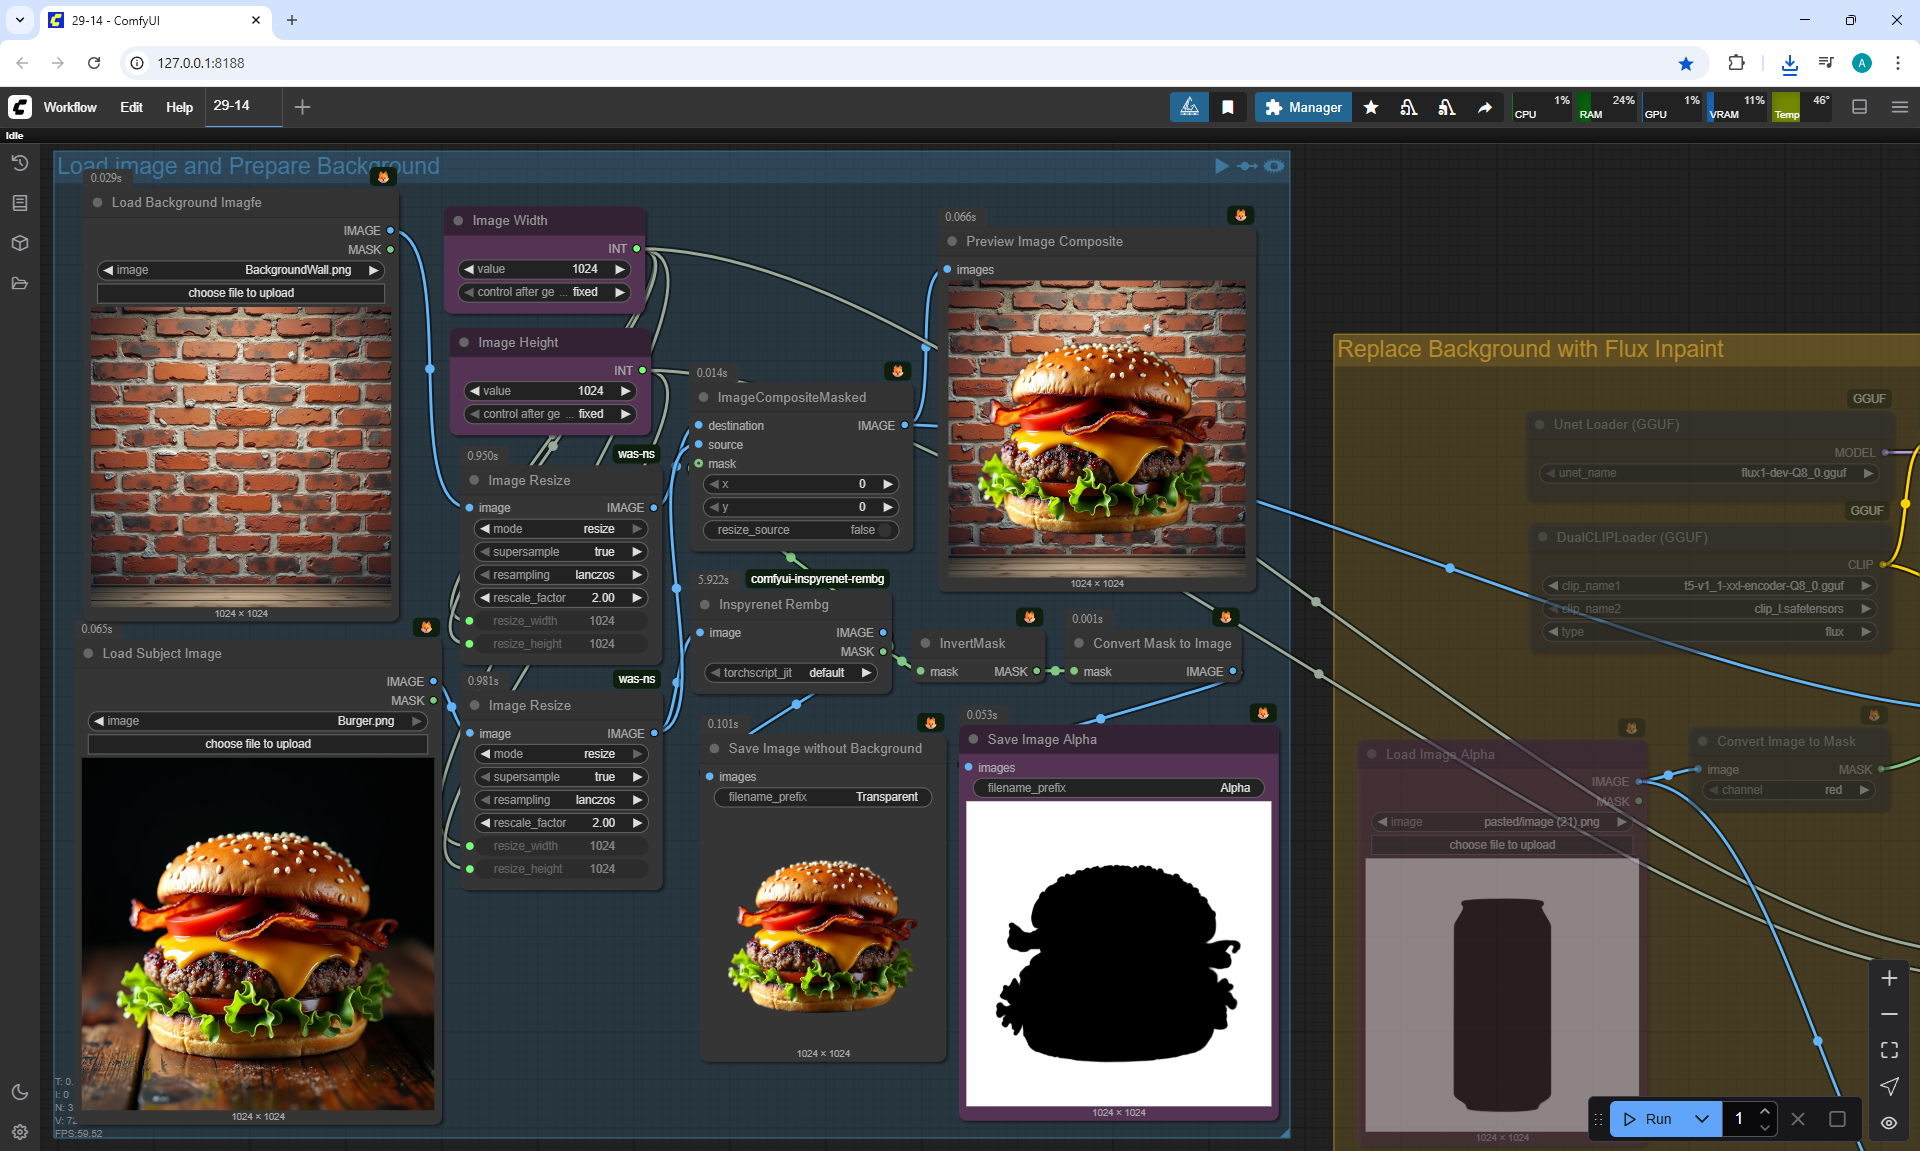 29-14 - ComfyUI
127.0.0.1:8188
A
Workflow
Edit
Help
29-14
Manager
CPU 1%
RAM 24%
GPU 1%
VRAM 11%
Temp 46°
Idle
Load image and Prepare Background
0.029s
Load Background Imagfe
IMAGE
MASK
image BackgroundWall.png
choose file to upload
1024 × 1024
0.065s
Load Subject Image
IMAGE
MASK
image Burger.png
choose file to upload
1024 × 1024
T: 0.
I: 0
N: 3
FPS:59.52
Image Width
INT
value 1024
control after ge ... fixed
Image Height
INT
value 1024
control after ge ... fixed
0.950s
was-ns
Image Resize
image IMAGE
mode resize
supersample true
resampling lanczos
rescale_factor 2.00
resize_width 1024
resize_height 1024
0.981s
was-ns
Image Resize
image IMAGE
mode resize
supersample true
resampling lanczos
rescale_factor 2.00
resize_width 1024
resize_height 1024
0.014s
ImageCompositeMasked
destination IMAGE
source
mask
x 0
y 0
resize_source false
5.922s
comfyui-inspyrenet-rembg
Inspyrenet Rembg
image IMAGE
MASK
torchscript_jit default
0.101s
Save Image without Background
images
filename_prefix Transparent
1024 × 1024
0.066s
Preview Image Composite
images
1024 × 1024
InvertMask
mask MASK
0.001s
Convert Mask to Image
mask IMAGE
0.053s
Save Image Alpha
images
filename_prefix Alpha
1024 × 1024
Replace Background with Flux Inpaint
GGUF
Unet Loader (GGUF)
MODEL
unet_name flux1-dev-Q8_0.gguf
GGUF
DualCLIPLoader (GGUF)
CLIP
clip_name1 t5-v1_1-xxl-encoder-Q8_0.gguf
clip_name2 clip_l.safetensors
type flux
Load Image Alpha
IMAGE
MASK
image pasted/image (21).png
choose file to upload
1024 × 1024
Convert Image to Mask
image MASK
channel red
Run
1